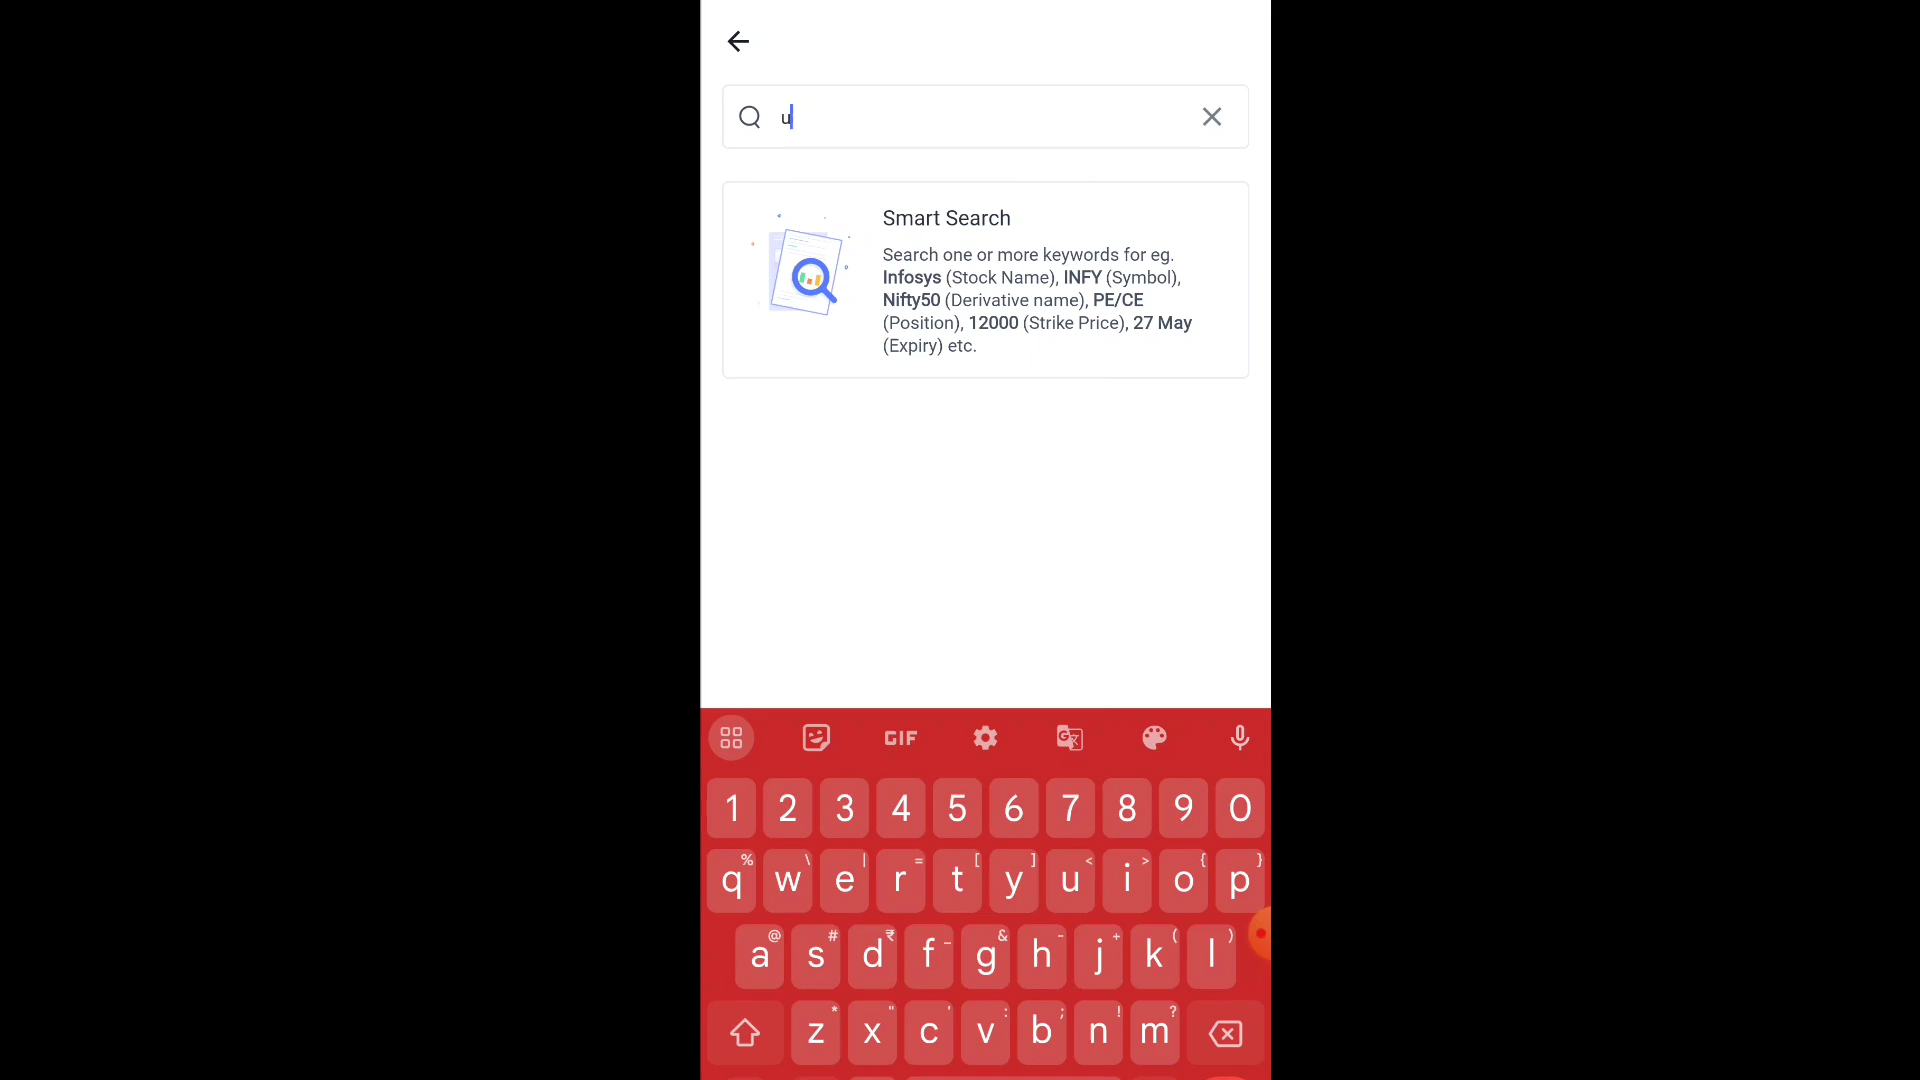 u
Smart Search
Search one or more keywords for eg.
Infosys (Stock Name), INFY (Symbol),
Nifty50 (Derivative name), PE/CE
(Position), 12000 (Strike Price), 27 May
(Expiry) etc.
GIF
1 2 3 4 5 6 7 8 9 0
% \ | = [ ] < > { }
q w e r t y u i o p
@ # ₹ _ & - + ( )
a s d f g h j k l
* " ' : ; ! ?
z x c v b n m